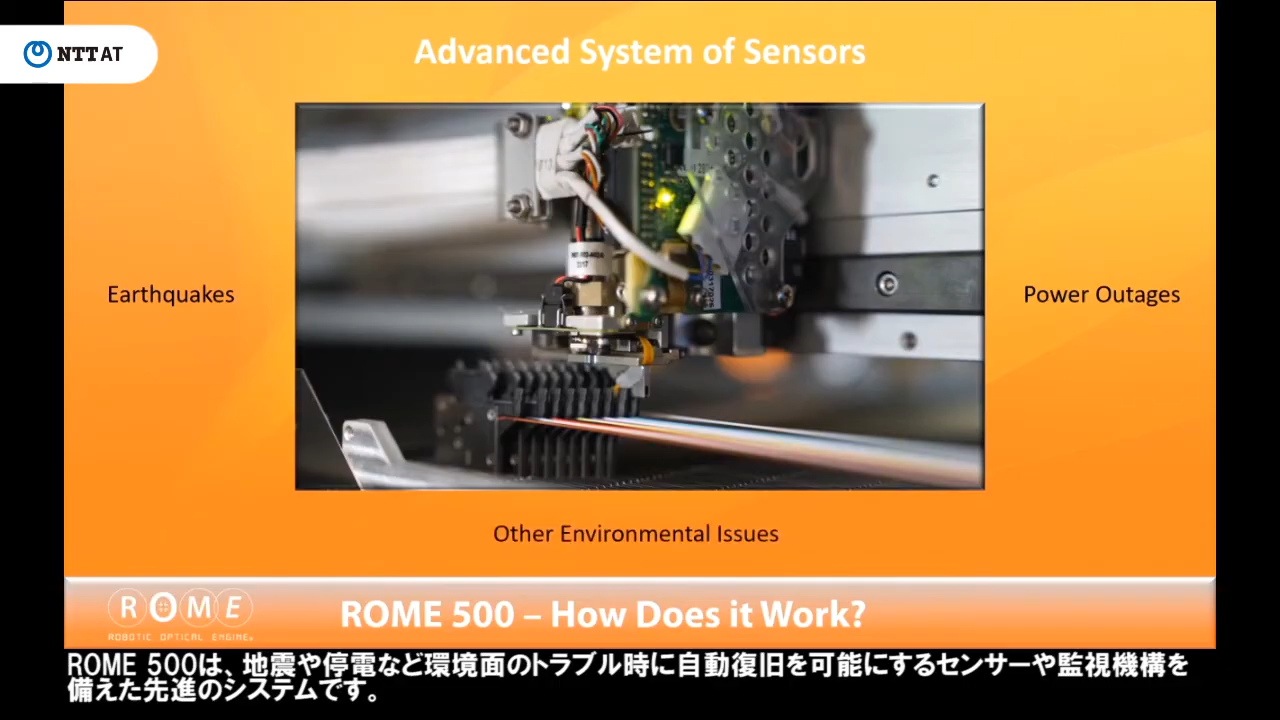 NTT AT
Advanced System of Sensors
Earthquakes
Power Outages
Other Environmental Issues
ROME
ROBOTIC OPTICAL ENGINE
ROME 500 – How Does it Work?
ROME 500は、地震や停電など環境面のトラブル時に自動復旧を可能にするセンサーや監視機構を
備えた先進のシステムです。